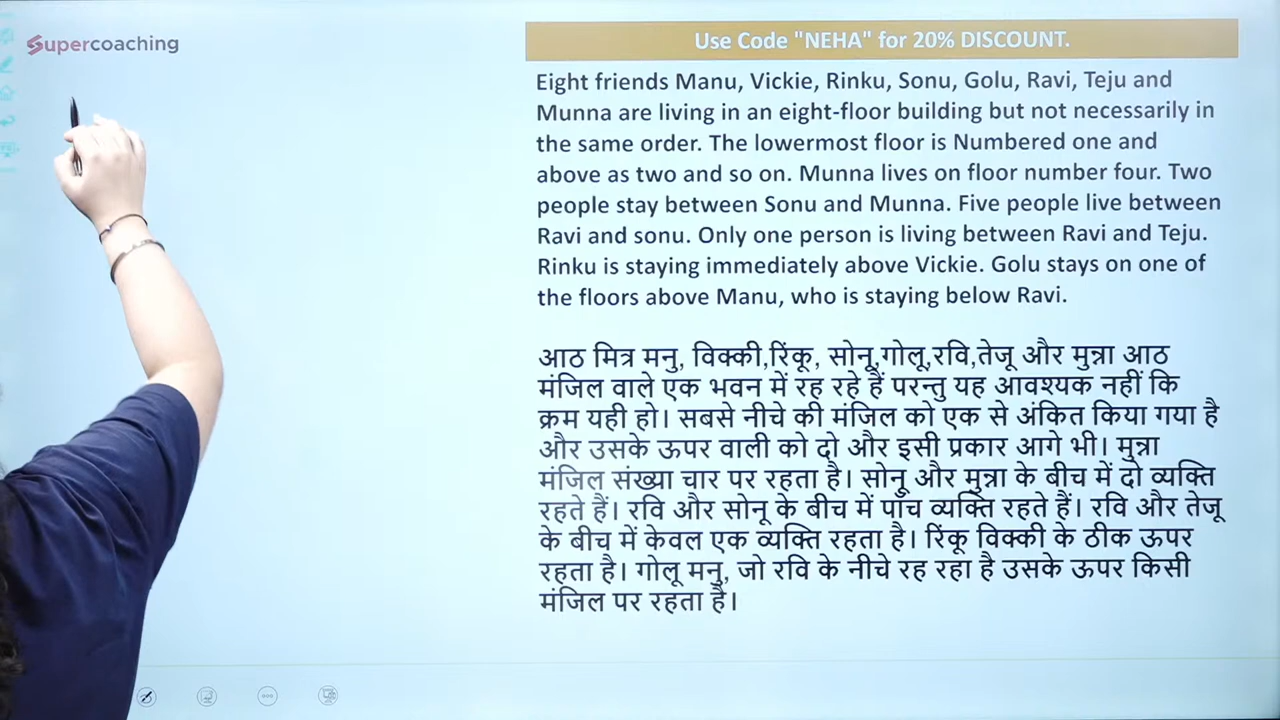 Supercoaching
Use Code "NEHA" for 20% DISCOUNT.
Eight friends Manu, Vickie, Rinku, Sonu, Golu, Ravi, Teju and
Munna are living in an eight-floor building but not necessarily in
the same order. The lowermost floor is Numbered one and
above as two and so on. Munna lives on floor number four. Two
people stay between Sonu and Munna. Five people live between
Ravi and sonu. Only one person is living between Ravi and Teju.
Rinku is staying immediately above Vickie. Golu stays on one of
the floors above Manu, who is staying below Ravi.
आठ मित्र मनु, विक्की,रिंकू, सोनू,गोलू,रवि,तेजू और मुन्ना आठ
मंजिल वाले एक भवन में रह रहे हैं परन्तु यह आवश्यक नहीं कि
क्रम यही हो। सबसे नीचे की मंजिल को एक से अंकित किया गया है
और उसके ऊपर वाली को दो और इसी प्रकार आगे भी। मुन्ना
मंजिल संख्या चार पर रहता है। सोनू और मुन्ना के बीच में दो व्यक्ति
रहते हैं। रवि और सोनू के बीच में पाँच व्यक्ति रहते हैं। रवि और तेजू
के बीच में केवल एक व्यक्ति रहता है। रिंकू विक्की के ठीक ऊपर
रहता है। गोलू मनु, जो रवि के नीचे रह रहा है उसके ऊपर किसी
मंजिल पर रहता है।